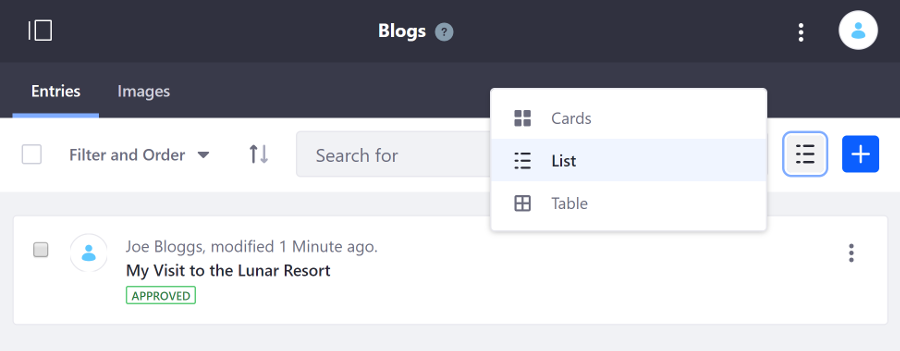 Blogs ?
Entries Images
Cards
Filter and Order Search for List
Table
Joe Bloggs, modified 1 Minute ago.
My Visit to the Lunar Resort
APPROVED